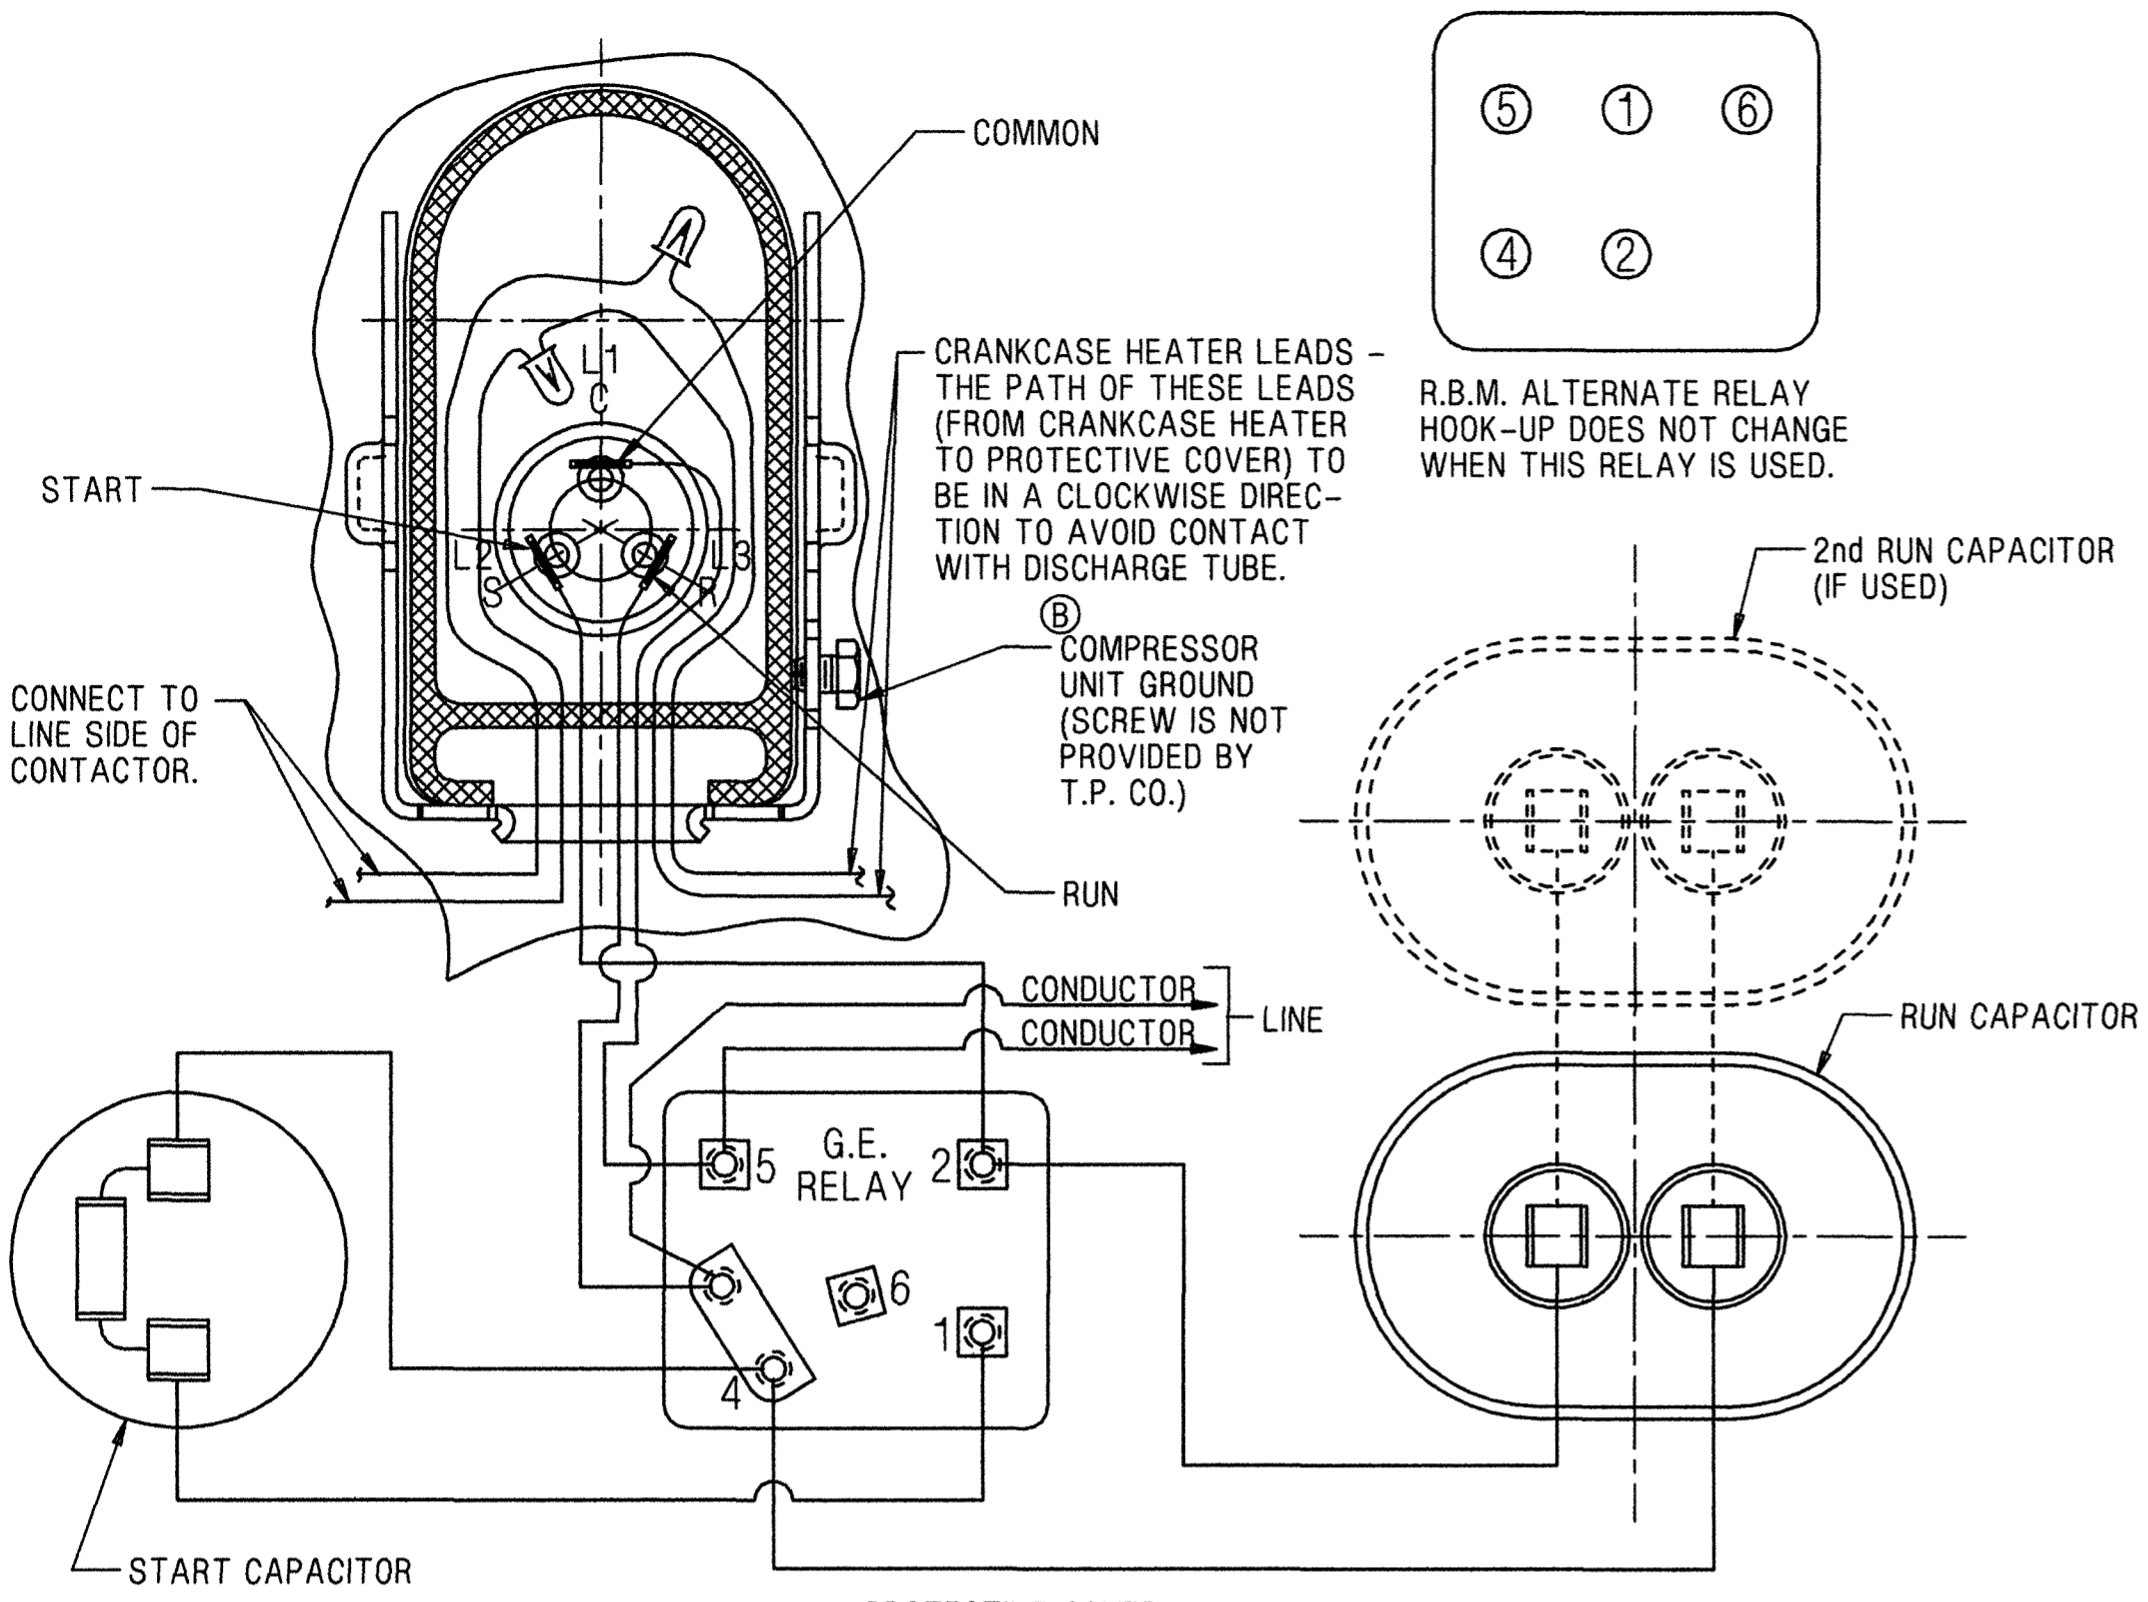 COMMON
5 1 6
4 2
R.B.M. ALTERNATE RELAY
HOOK-UP DOES NOT CHANGE
WHEN THIS RELAY IS USED.
CRANKCASE HEATER LEADS -
THE PATH OF THESE LEADS
(FROM CRANKCASE HEATER
TO PROTECTIVE COVER) TO
BE IN A CLOCKWISE DIREC-
TION TO AVOID CONTACT
WITH DISCHARGE TUBE.
L1
C
START
L2
S
L3
R
B
COMPRESSOR
UNIT GROUND
(SCREW IS NOT
PROVIDED BY
T.P. CO.)
2nd RUN CAPACITOR
(IF USED)
CONNECT TO
LINE SIDE OF
CONTACTOR.
RUN
CONDUCTOR
CONDUCTOR
LINE
RUN CAPACITOR
5
G.E.
RELAY
2
6
1
4
START CAPACITOR